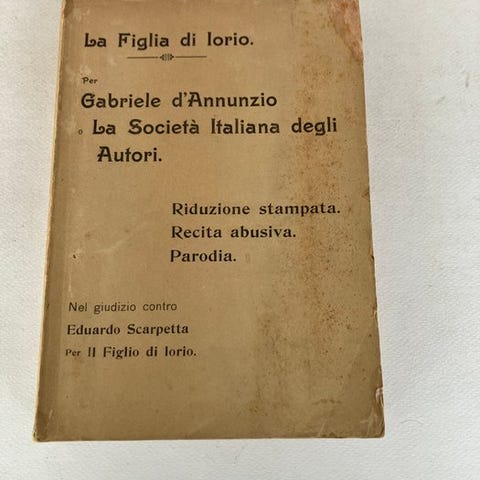 La Figlia di Iorio.
Per
Gabriele d'Annunzio
o La Società Italiana degli
Autori.
Riduzione stampata.
Recita abusiva.
Parodia.
Nel giudizio contro
Eduardo Scarpetta
Per Il Figlio di Iorio.